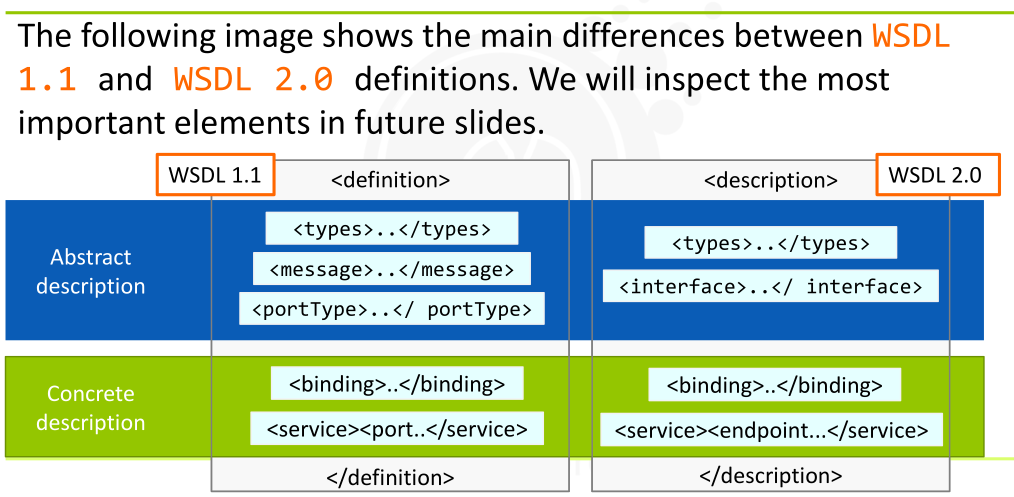 The following image shows the main differences between WSDL
1.1 and WSDL 2.0 definitions. We will inspect the most
important elements in future slides.
WSDL 1.1
<definition>
<description>
WSDL 2.0
Abstract
description
<types>..</types>
<message>..</message>
<portType>..</ portType>
<types>..</types>
<interface>..</ interface>
Concrete
description
<binding>..</binding>
<service><port..</service>
<binding>..</binding>
<service><endpoint...</service>
</definition>
</description>